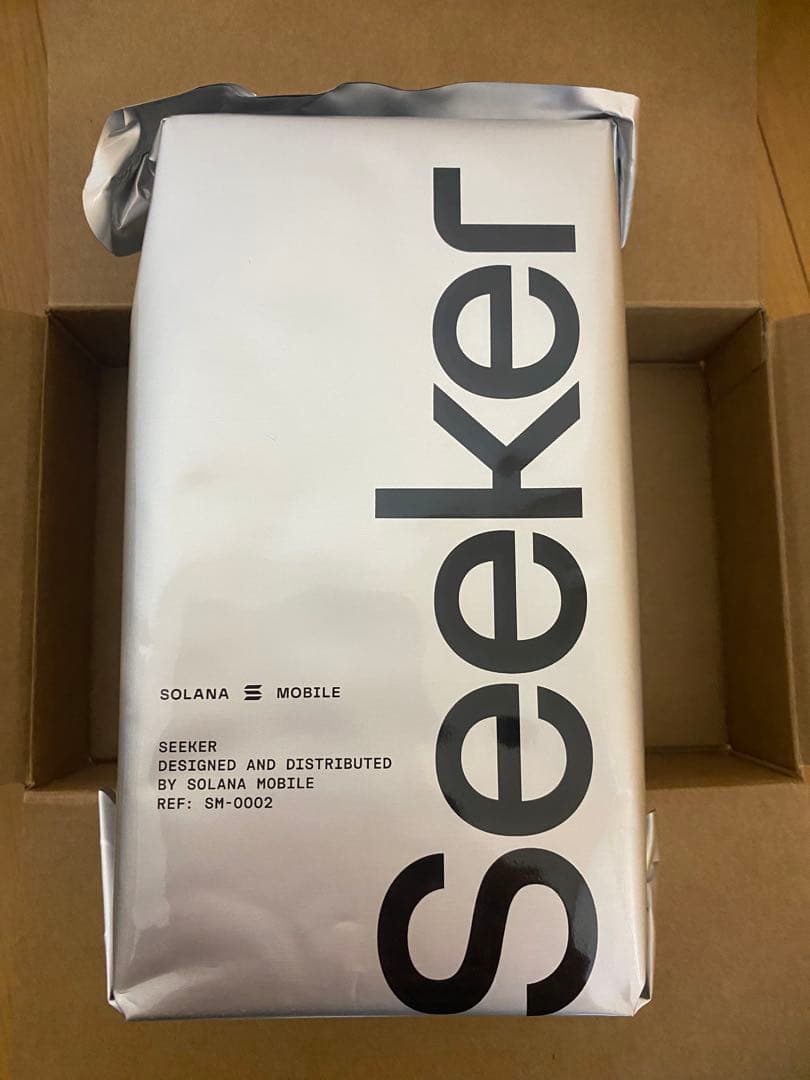 Seeker
SOLANA MOBILE
SEEKER
DESIGNED AND DISTRIBUTED
BY SOLANA MOBILE
REF: SM-0002